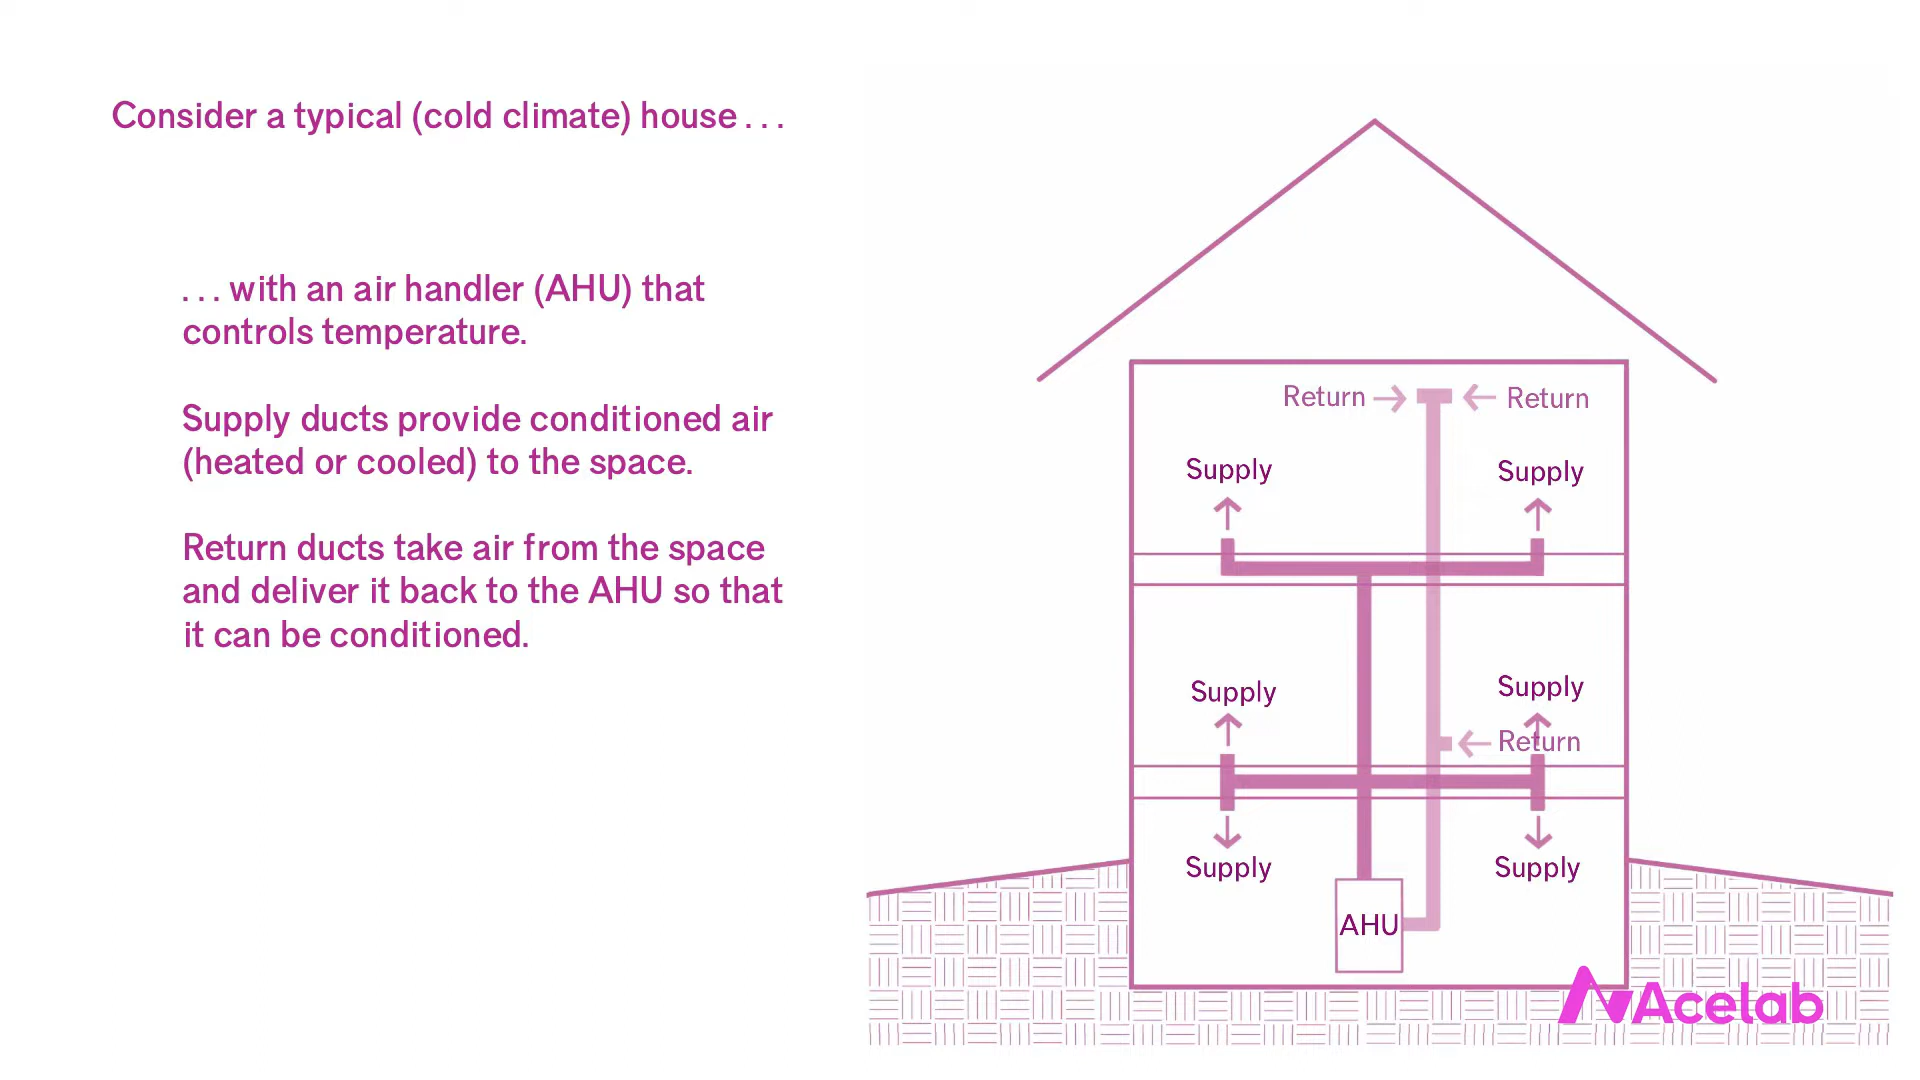 Consider a typical (cold climate) house . . .
. . . with an air handler (AHU) that
controls temperature.
Supply ducts provide conditioned air
(heated or cooled) to the space.
Return ducts take air from the space
and deliver it back to the AHU so that
it can be conditioned.
Return
Return
Supply
Supply
Supply
Supply
Return
Supply
Supply
AHU
Acelab